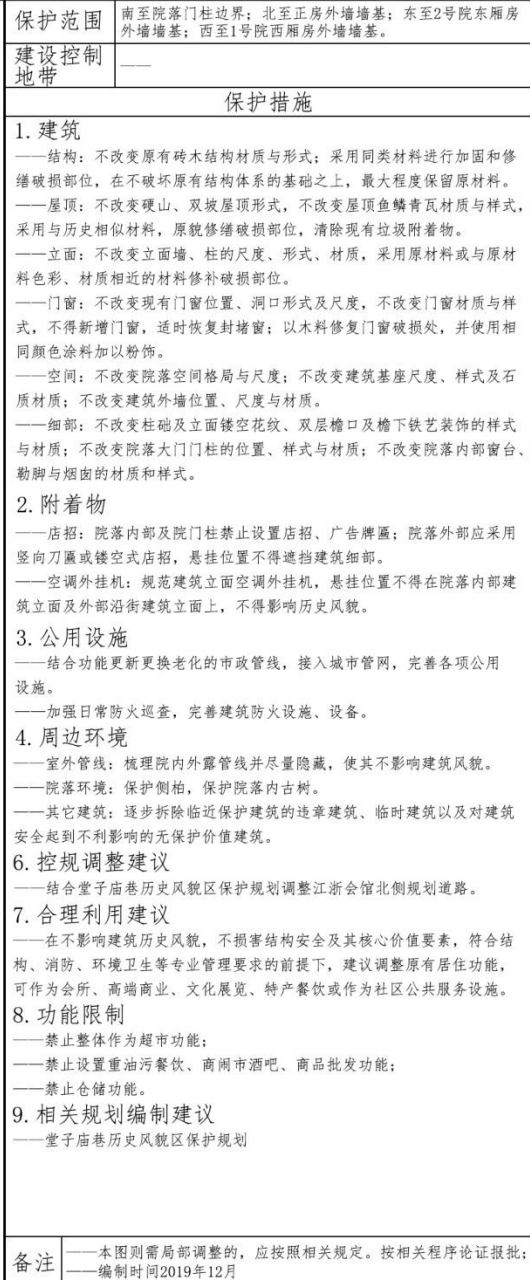 保护范围
南至院落门柱边界；北至正房外墙墙基；东至2号院东厢房
外墙墙基；西至1号院西厢房外墙墙基。
建设控制
地带
——
保护措施
1.建筑
——结构：不改变原有砖木结构材质与形式；采用同类材料进行加固和修
缮破损部位，在不破坏原有结构体系的基础之上，最大程度保留原材料。
——屋顶：不改变硬山、双坡屋顶形式，不改变屋顶鱼鳞青瓦材质与样式，
采用与历史相似材料，原貌修缮破损部位，清除现有垃圾附着物。
——立面：不改变立面墙、柱的尺度、形式、材质，采用原材料或与原材
料色彩、材质相近的材料修补破损部位。
——门窗：不改变现有门窗位置、洞口形式及尺度，不改变门窗材质与样
式，不得新增门窗，适时恢复封堵窗；以木料修复门窗破损处，并使用相
同颜色涂料加以粉饰。
——空间：不改变院落空间格局与尺度；不改变建筑基座尺度、样式及石
质材质；不改变建筑外墙位置、尺度与材质。
——细部：不改变柱础及立面镂空花纹、双层檐口及檐下铁艺装饰的样式
与材质；不改变院落大门门柱的位置、样式与材质；不改变院落内部窗台、
勒脚与烟囱的材质和样式。
2.附着物
——店招：院落内部及院门柱禁止设置店招、广告牌匾；院落外部应采用
竖向刀匾或镂空式店招，悬挂位置不得遮挡建筑细部。
——空调外挂机：规范建筑立面空调外挂机，悬挂位置不得在院落内部建
筑立面及外部沿街建筑立面上，不得影响历史风貌。
3.公用设施
——结合功能更新更换老化的市政管线，接入城市管网，完善各项公用
设施。
——加强日常防火巡查，完善建筑防火设施、设备。
4.周边环境
——室外管线：梳理院内外露管线并尽量隐藏，使其不影响建筑风貌。
——院落环境：保护侧柏，保护院落内古树。
——其它建筑：逐步拆除临近保护建筑的违章建筑、临时建筑以及对建筑
安全起到不利影响的无保护价值建筑。
6.控规调整建议
——结合堂子庙巷历史风貌区保护规划调整江浙会馆北侧规划道路。
7.合理利用建议
——在不影响建筑历史风貌，不损害结构安全及其核心价值要素，符合结
构、消防、环境卫生等专业管理要求的前提下，建议调整原有居住功能，
可作为会所、高端商业、文化展览、特产餐饮或作为社区公共服务设施。
8.功能限制
——禁止整体作为超市功能；
——禁止设置重油污餐饮、商闹市酒吧、商品批发功能；
——禁止仓储功能。
9.相关规划编制建议
——堂子庙巷历史风貌区保护规划
备注
——本图则需局部调整的，应按照相关规定。按相关程序论证报批；
——编制时间2019年12月